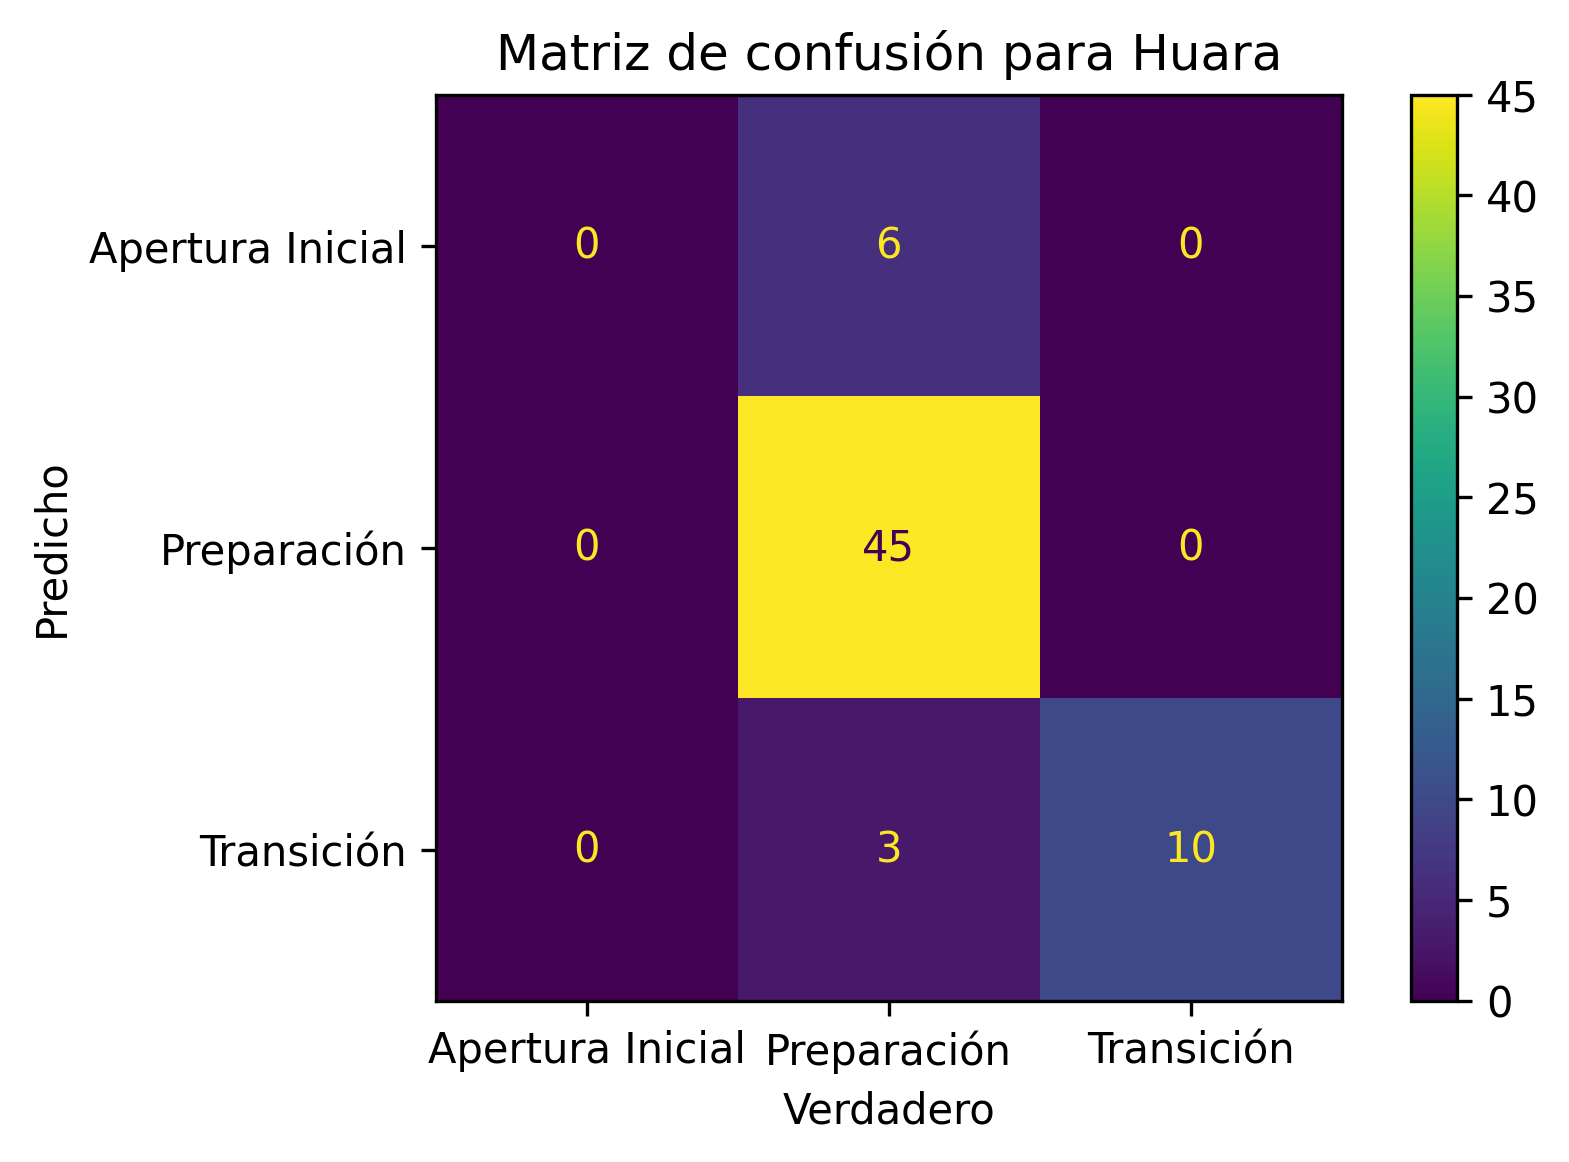 Matriz de confusión para Huara
Predicho
Apertura Inicial
0 6 0
Preparación
0 45 0
Transición
0 3 10
Apertura Inicial Preparación Transición
Verdadero
45
40
35
30
25
20
15
10
5
0